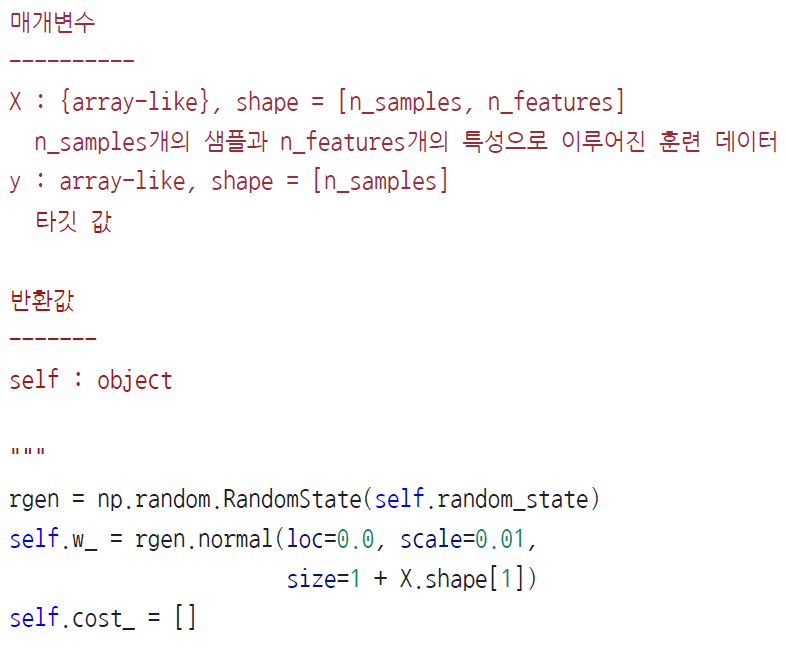 매개변수
----------
X : {array-like}, shape = [n_samples, n_features]
n_samples개의 샘플과 n_features개의 특성으로 이루어진 훈련 데이터
y : array-like, shape = [n_samples]
타깃 값
반환값
-------
self : object
"""
rgen = np.random.RandomState(self.random_state)
self.w_ = rgen.normal(loc=0.0, scale=0.01,
size=1 + X.shape[1])
self.cost_ = []